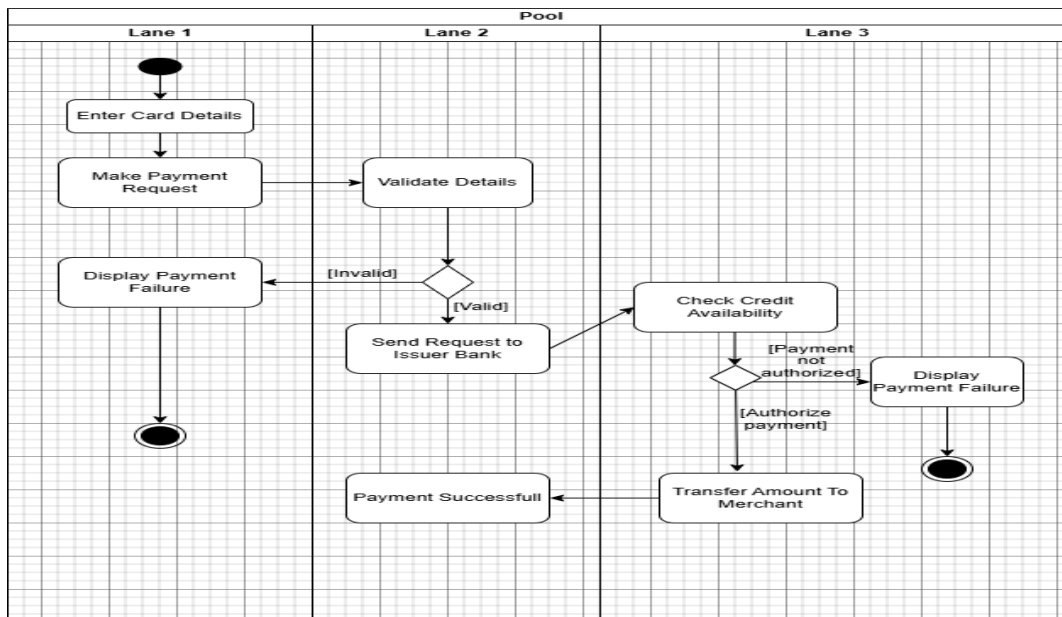 Pool
Lane 1
Lane 2
Lane 3
Enter Card Details
Make Payment
Request
Validate Details
Display Payment
Failure
[Invalid]
[Valid]
Send Request to
Issuer Bank
Check Credit
Availability
[Payment
not
authorized]
Display
Payment Failure
[Authorize
payment]
Payment Successfull
Transfer Amount To
Merchant